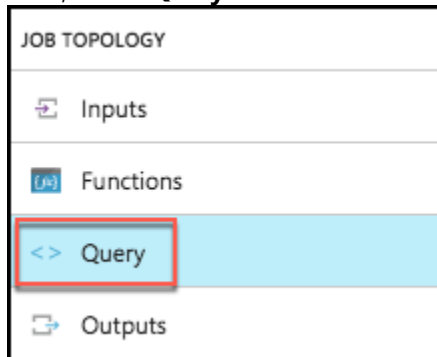 JOB TOPOLOGY
Inputs
Functions
<> Query
Outputs